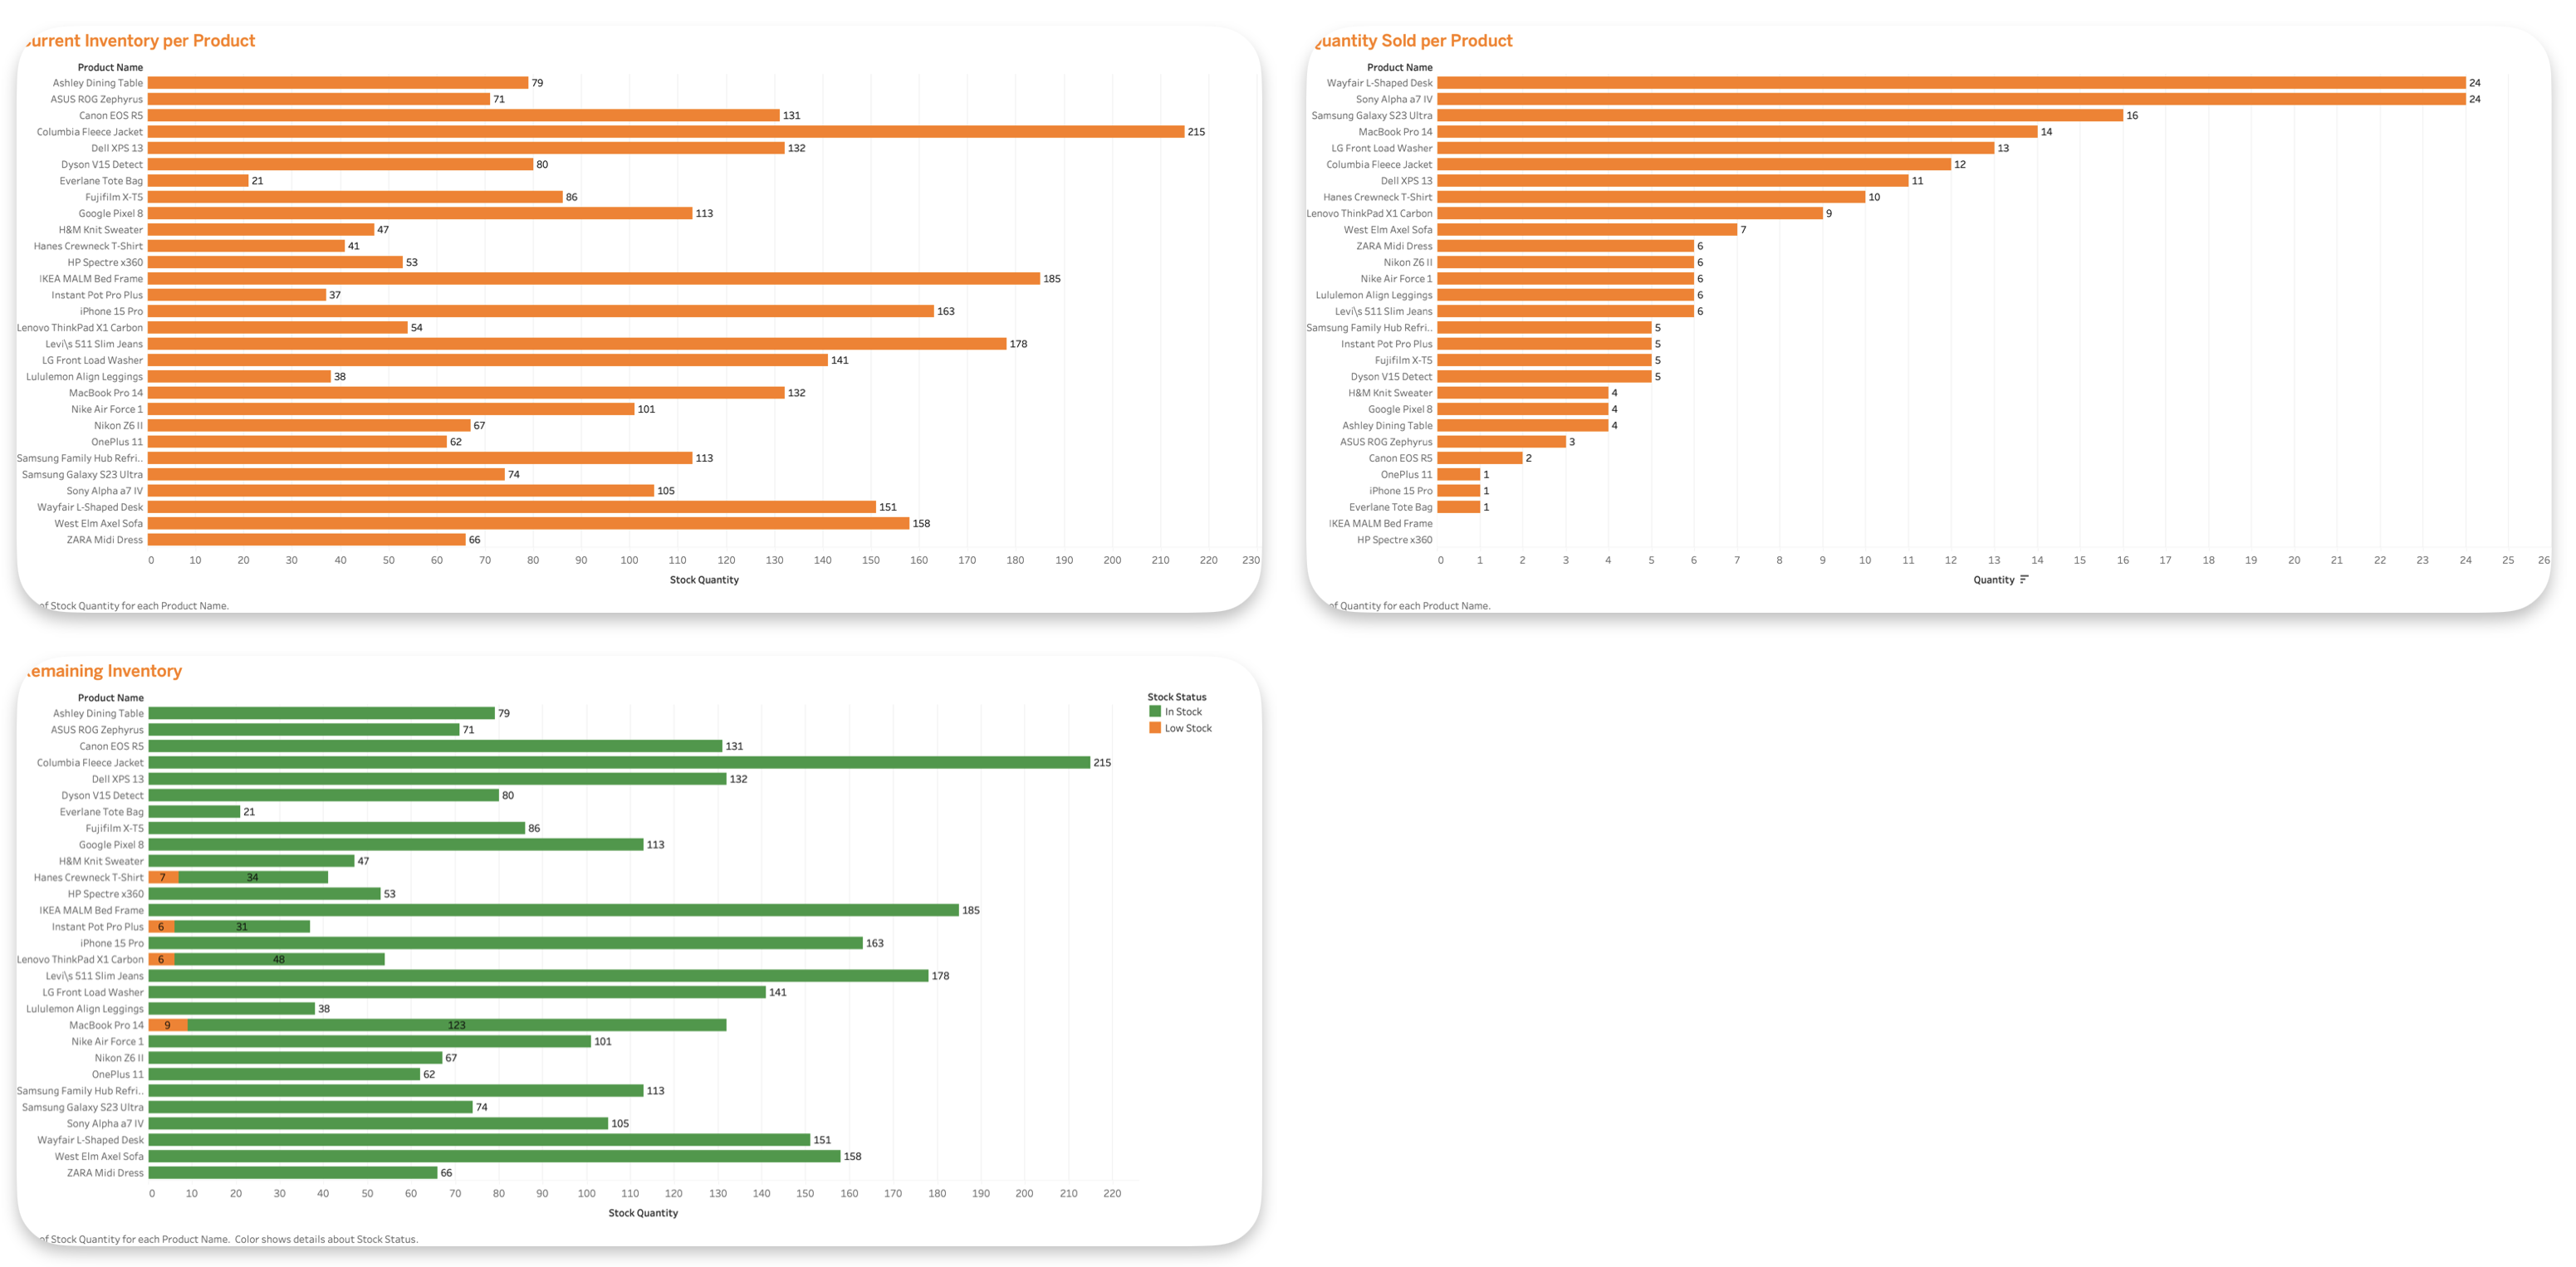 urrent Inventory per Product
Product Name
Ashley Dining Table 79
ASUS ROG Zephyrus 71
Canon EOS R5 131
Columbia Fleece Jacket 215
Dell XPS 13 132
Dyson V15 Detect 80
Everlane Tote Bag 21
Fujifilm X-T5 86
Google Pixel 8 113
H&M Knit Sweater 47
Hanes Crewneck T-Shirt 41
HP Spectre x360 53
IKEA MALM Bed Frame 185
Instant Pot Pro Plus 37
iPhone 15 Pro 163
Lenovo ThinkPad X1 Carbon 54
Levi\s 511 Slim Jeans 178
LG Front Load Washer 141
Lululemon Align Leggings 38
MacBook Pro 14 132
Nike Air Force 1 101
Nikon Z6 II 67
OnePlus 11 62
Samsung Family Hub Refri.. 113
Samsung Galaxy S23 Ultra 74
Sony Alpha a7 IV 105
Wayfair L-Shaped Desk 151
West Elm Axel Sofa 158
ZARA Midi Dress 66
0 10 20 30 40 50 60 70 80 90 100 110 120 130 140 150 160 170 180 190 200 210 220 230
Stock Quantity
of Stock Quantity for each Product Name.
uantity Sold per Product
Product Name
Wayfair L-Shaped Desk 24
Sony Alpha a7 IV 24
Samsung Galaxy S23 Ultra 16
MacBook Pro 14 14
LG Front Load Washer 13
Columbia Fleece Jacket 12
Dell XPS 13 11
Hanes Crewneck T-Shirt 10
Lenovo ThinkPad X1 Carbon 9
West Elm Axel Sofa 7
ZARA Midi Dress 6
Nikon Z6 II 6
Nike Air Force 1 6
Lululemon Align Leggings 6
Levi\s 511 Slim Jeans 6
Samsung Family Hub Refri.. 5
Instant Pot Pro Plus 5
Fujifilm X-T5 5
Dyson V15 Detect 5
H&M Knit Sweater 4
Google Pixel 8 4
Ashley Dining Table 4
ASUS ROG Zephyrus 3
Canon EOS R5 2
OnePlus 11 1
iPhone 15 Pro 1
Everlane Tote Bag 1
IKEA MALM Bed Frame
HP Spectre x360
0 1 2 3 4 5 6 7 8 9 10 11 12 13 14 15 16 17 18 19 20 21 22 23 24 25 26
Quantity
of Quantity for each Product Name.
emaining Inventory
Product Name
Ashley Dining Table 79
ASUS ROG Zephyrus 71
Canon EOS R5 131
Columbia Fleece Jacket 215
Dell XPS 13 132
Dyson V15 Detect 80
Everlane Tote Bag 21
Fujifilm X-T5 86
Google Pixel 8 113
H&M Knit Sweater 47
Hanes Crewneck T-Shirt 7 34
HP Spectre x360 53
IKEA MALM Bed Frame 185
Instant Pot Pro Plus 6 31
iPhone 15 Pro 163
Lenovo ThinkPad X1 Carbon 6 48
Levi\s 511 Slim Jeans 178
LG Front Load Washer 141
Lululemon Align Leggings 38
MacBook Pro 14 9 123
Nike Air Force 1 101
Nikon Z6 II 67
OnePlus 11 62
Samsung Family Hub Refri.. 113
Samsung Galaxy S23 Ultra 74
Sony Alpha a7 IV 105
Wayfair L-Shaped Desk 151
West Elm Axel Sofa 158
ZARA Midi Dress 66
0 10 20 30 40 50 60 70 80 90 100 110 120 130 140 150 160 170 180 190 200 210 220
Stock Quantity
of Stock Quantity for each Product Name. Color shows details about Stock Status.
Stock Status
In Stock
Low Stock